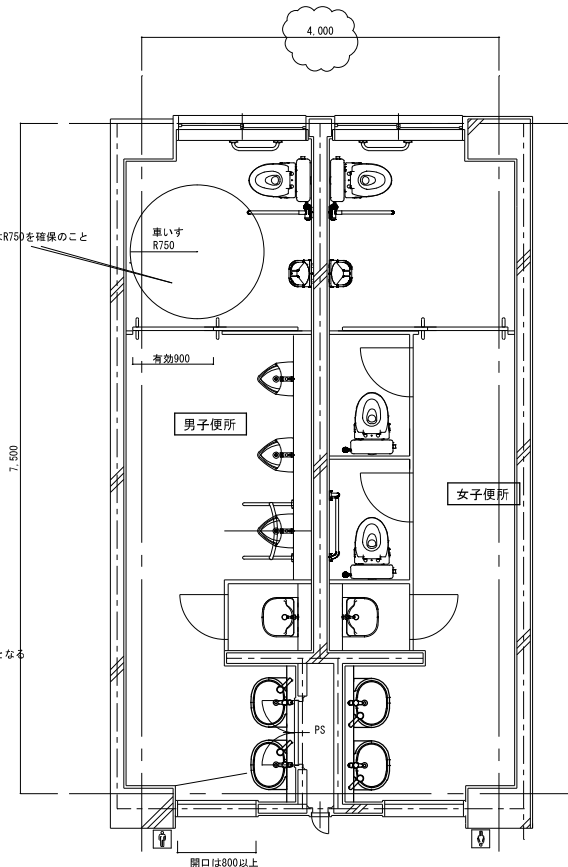 4,000
車いす
R750
はR750を確保のこと
有効900
男子便所
7,500
女子便所
となる
PS
開口は800以上